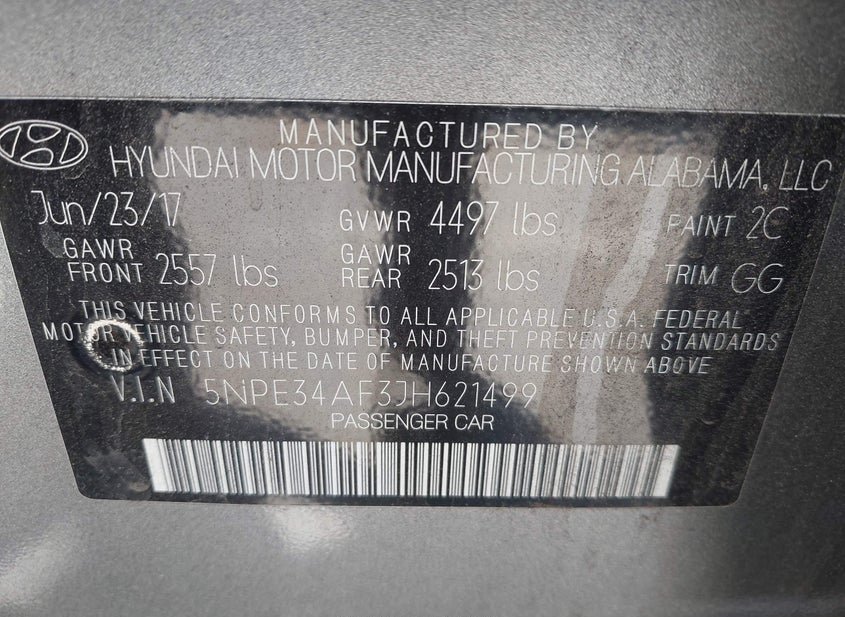 MANUFACTURED BY
HYUNDAI MOTOR MANUFACTURING ALABAMA, LLC
Jun/23/17 GVWR 4497 lbs PAINT 2C
GAWR FRONT 2557 lbs GAWR REAR 2513 lbs TRIM GG
THIS VEHICLE CONFORMS TO ALL APPLICABLE U.S.A. FEDERAL
MOTOR VEHICLE SAFETY, BUMPER, AND THEFT PREVENTION STANDARDS
IN EFFECT ON THE DATE OF MANUFACTURE SHOWN ABOVE
V.I.N 5NPE34AF3JH621499
PASSENGER CAR